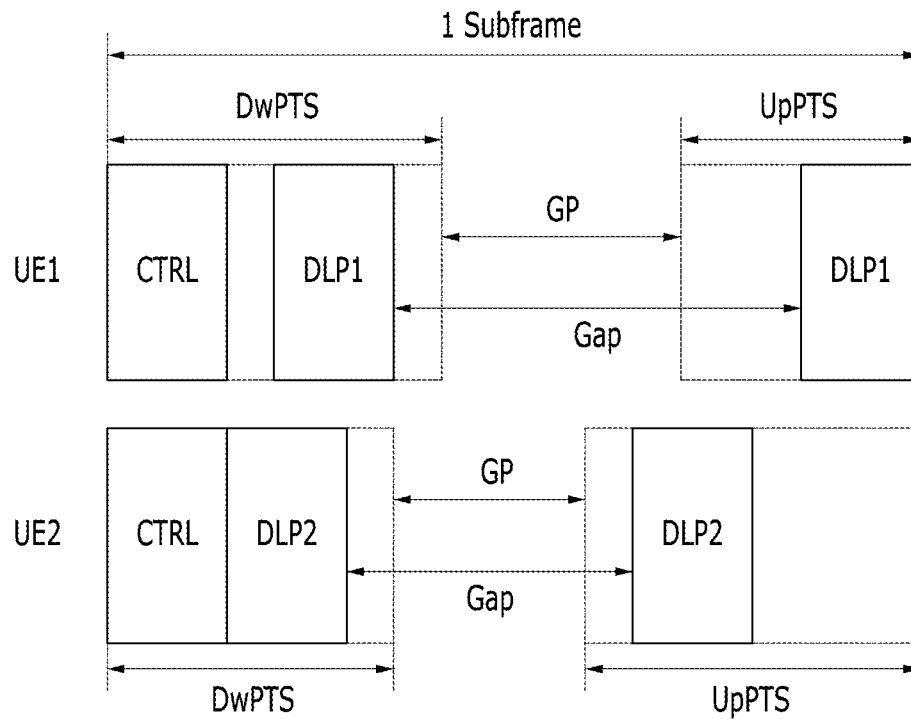 1 Subframe
DwPTS
UpPTS
GP
UE1
CTRL
DLP1
DLP1
Gap
GP
UE2
CTRL
DLP2
DLP2
Gap
DwPTS
UpPTS